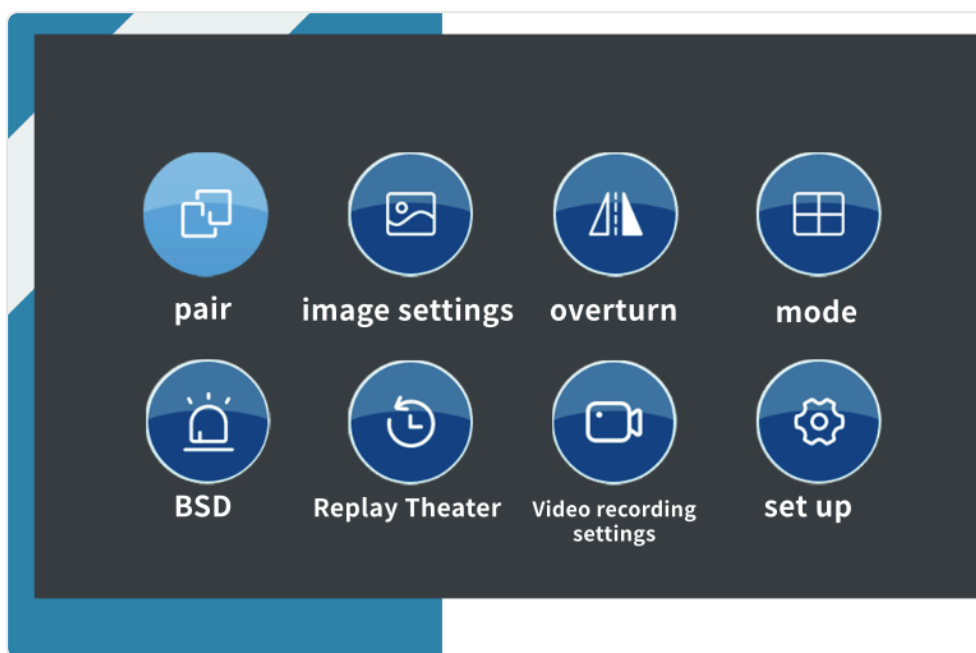 pair
image settings
overturn
mode
BSD
Replay Theater
Video recording
settings
set up